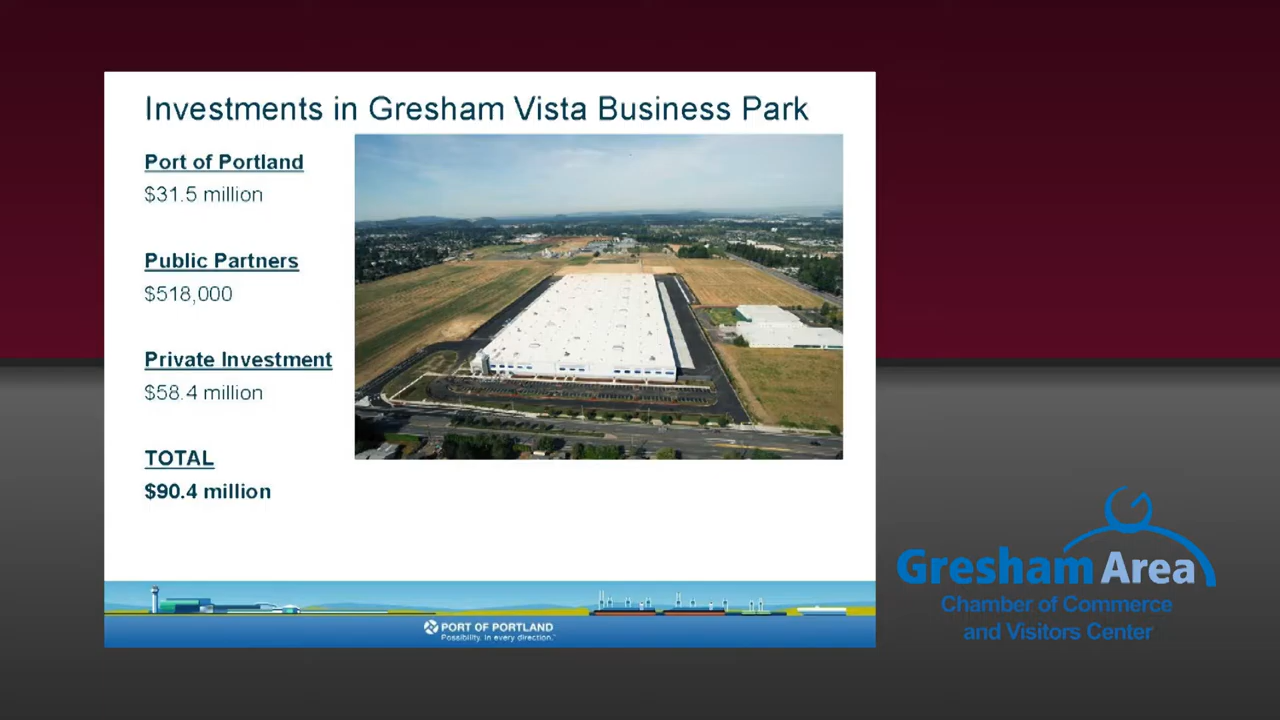 Investments in Gresham Vista Business Park
Port of Portland
$31.5 million
Public Partners
$518,000
Private Investment
$58.4 million
TOTAL
$90.4 million
PORT OF PORTLAND
Possibility. In every direction.™
Gresham Area
Chamber of Commerce
and Visitors Center